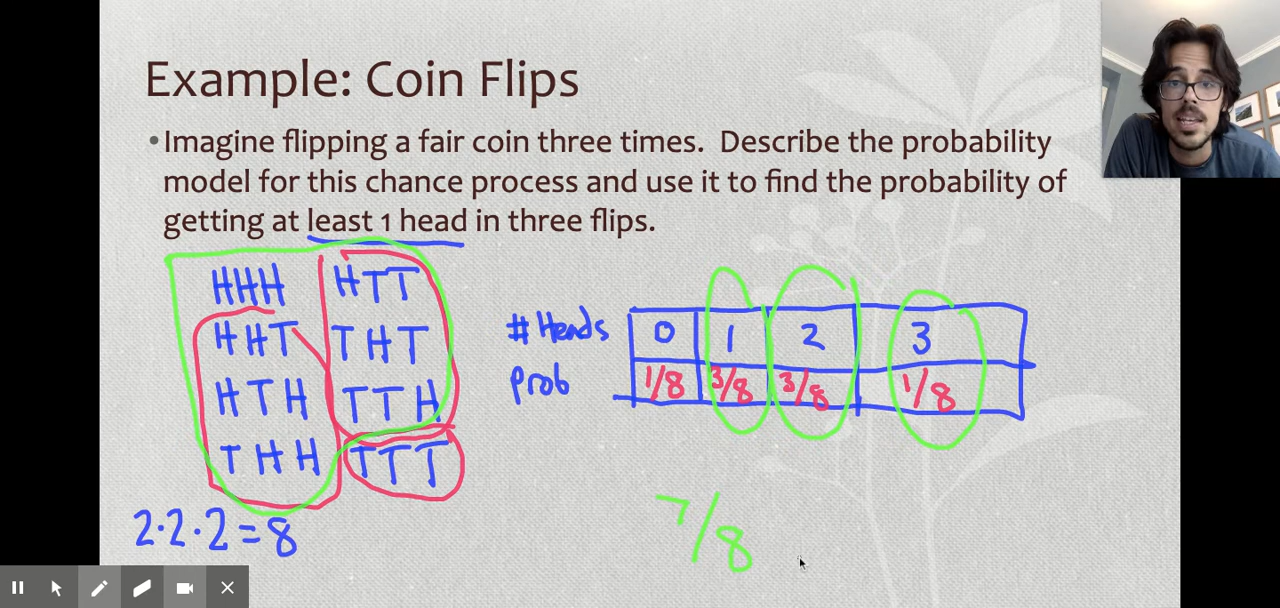 Example: Coin Flips
•Imagine flipping a fair coin three times. Describe the probability
model for this chance process and use it to find the probability of
getting at least 1 head in three flips.
HHH HTT
HHT THT
HTH TTH
THH TTT
2·2·2=8
# Heads 0 1 2 3
Prob 1/8 3/8 3/8 1/8
7/8